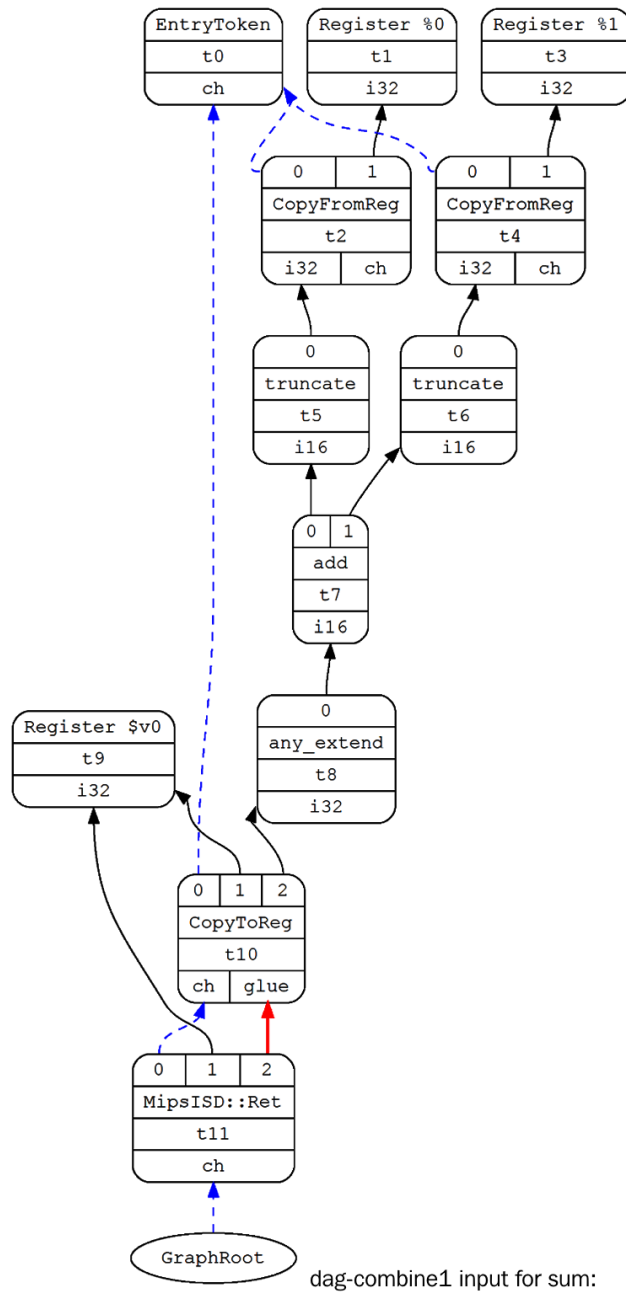 EntryToken
t0
ch
Register %0
t1
i32
Register %1
t3
i32
0 1
CopyFromReg
t2
i32 ch
0 1
CopyFromReg
t4
i32 ch
0
truncate
t5
i16
0
truncate
t6
i16
0 1
add
t7
i16
0
any_extend
t8
i32
Register $v0
t9
i32
0 1 2
CopyToReg
t10
ch glue
0 1 2
MipsISD::Ret
t11
ch
GraphRoot
dag-combine1 input for sum: